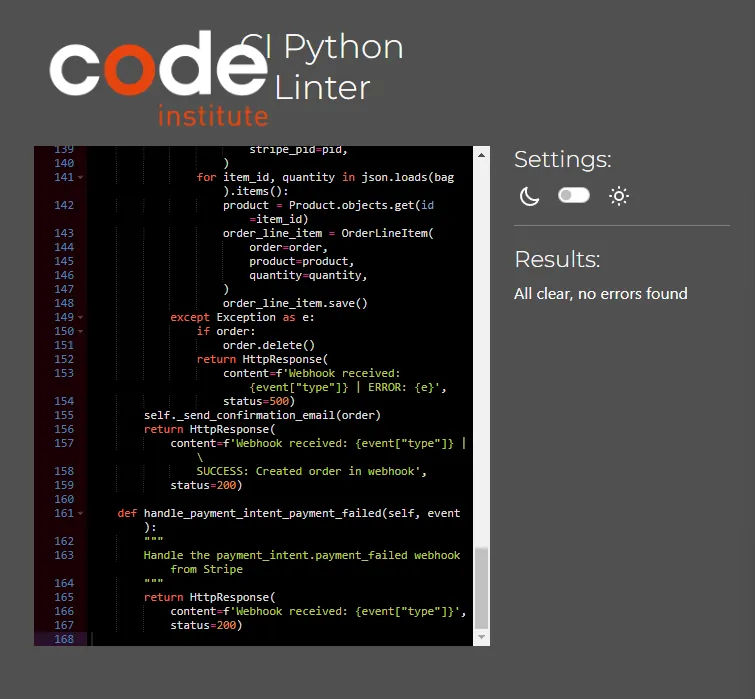 code
institute
CI Python
Linter
139 stripe_pid=pid,
140 )
141 for item_id, quantity in json.loads(bag
).items():
142 product = Product.objects.get(id
=item_id)
143 order_line_item = OrderLineItem(
144 order=order,
145 product=product,
146 quantity=quantity,
147 )
148 order_line_item.save()
149 except Exception as e:
150 if order:
151 order.delete()
152 return HttpResponse(
153 content=f'Webhook received:
{event["type"]} | ERROR: {e}',
154 status=500)
155 self._send_confirmation_email(order)
156 return HttpResponse(
157 content=f'Webhook received: {event["type"]} |
\
158 SUCCESS: Created order in webhook',
159 status=200)
160
161 def handle_payment_intent_payment_failed(self, event
):
162 """
163 Handle the payment_intent.payment_failed webhook
from Stripe
164 """
165 return HttpResponse(
166 content=f'Webhook received: {event["type"]}',
167 status=200)
168
Settings:
Results:
All clear, no errors found